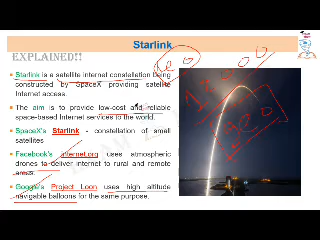 Starlink
EXPLAINED!!
Starlink is a satellite Internet constellation being
constructed by SpaceX providing satellite
Internet access.
The aim is to provide low-cost and reliable
space-based Internet services to the world.
SpaceX's Starlink - constellation of small
satellites
Facebook's internet.org uses atmospheric
drones to deliver internet to rural and remote
areas.
Google's Project Loon uses high altitude
navigable balloons for the same purpose.